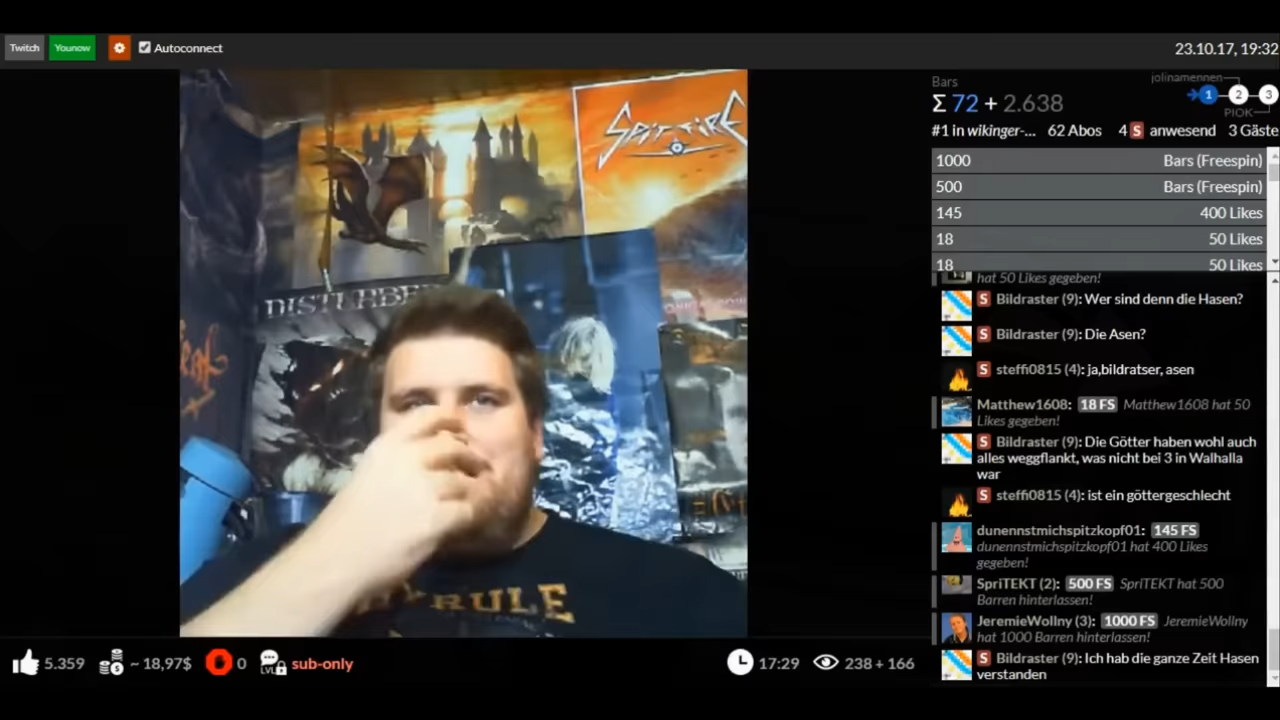 Twitch Younow Autoconnect
23.10.17, 19:32
SPITFIRE
DISTURBED
HYRULE
Bars
jolinamennen
Σ 72 + 2.638
1 2 3
PIOK
#1 in wikinger-... 62 Abos 4 S anwesend 3 Gäste
1000 Bars (Freespin)
500 Bars (Freespin)
145 400 Likes
18 50 Likes
18 50 Likes
hat 50 Likes gegeben!
S Bildraster (9): Wer sind denn die Hasen?
S Bildraster (9): Die Asen?
S steffi0815 (4): ja,bildratser, asen
Matthew1608: 18 FS Matthew1608 hat 50
Likes gegeben!
S Bildraster (9): Die Götter haben wohl auch
alles weggflankt, was nicht bei 3 in Walhalla
war
S steffi0815 (4): ist ein göttergeschlecht
dunennstmichspitzkopf01: 145 FS
dunennstmichspitzkopf01 hat 400 Likes
gegeben!
SpriTEKT (2): 500 FS SpriTEKT hat 500
Barren hinterlassen!
JeremieWollny (3): 1000 FS JeremieWollny
hat 1000 Barren hinterlassen!
S Bildraster (9): Ich hab die ganze Zeit Hasen
verstanden
5.359 ~ 18,97$ 0 LVL sub-only 17:29 238 + 166